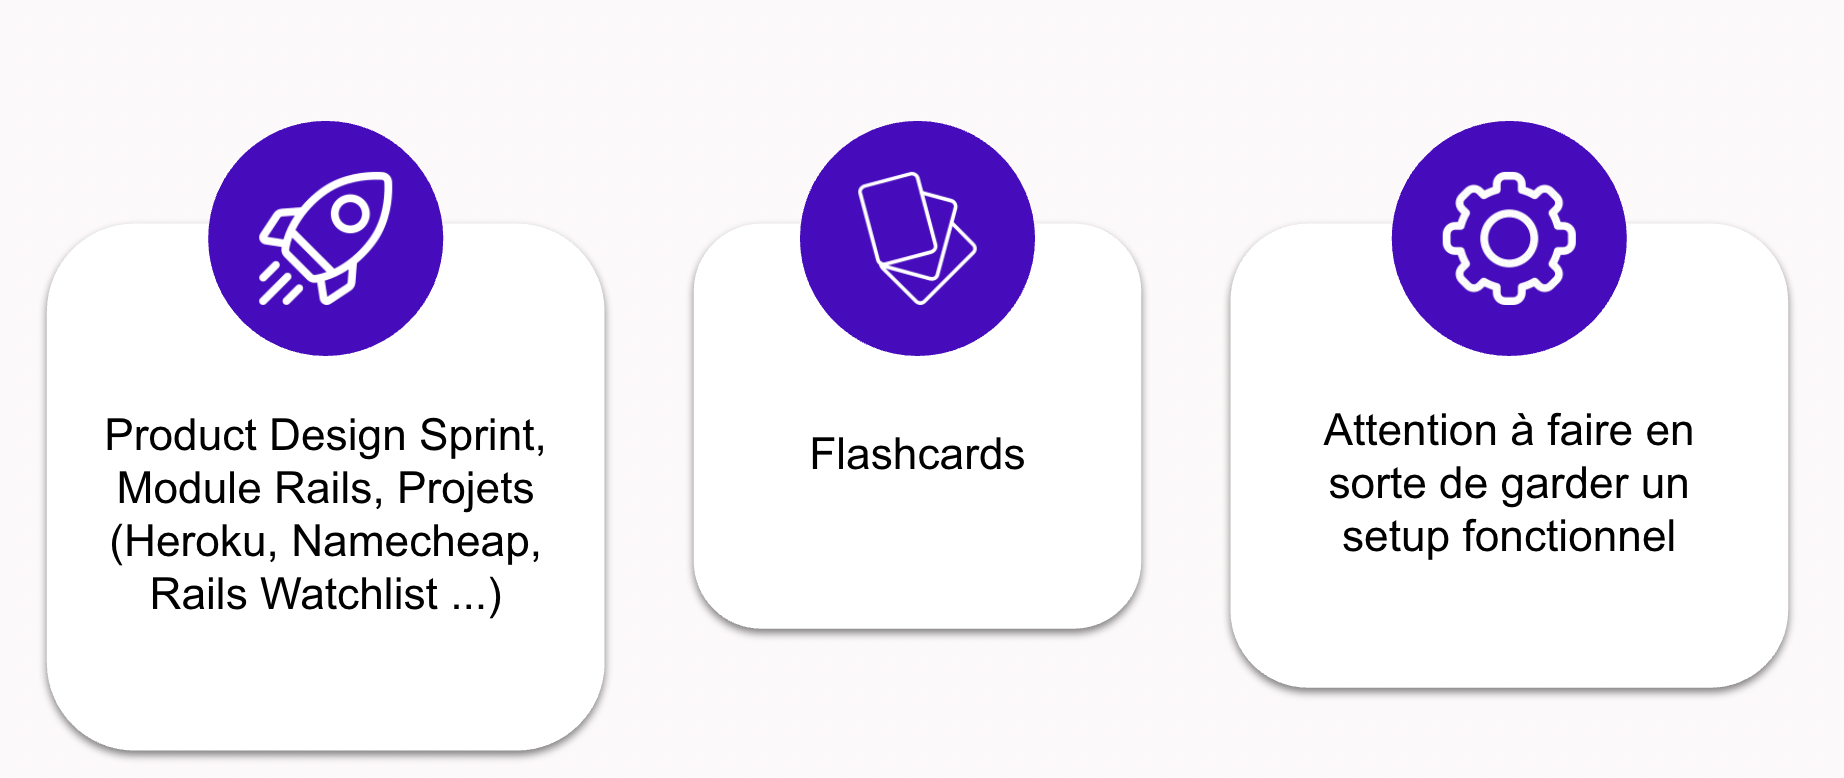 Product Design Sprint,
Module Rails, Projets
(Heroku, Namecheap,
Rails Watchlist ...)
Flashcards
Attention à faire en
sorte de garder un
setup fonctionnel